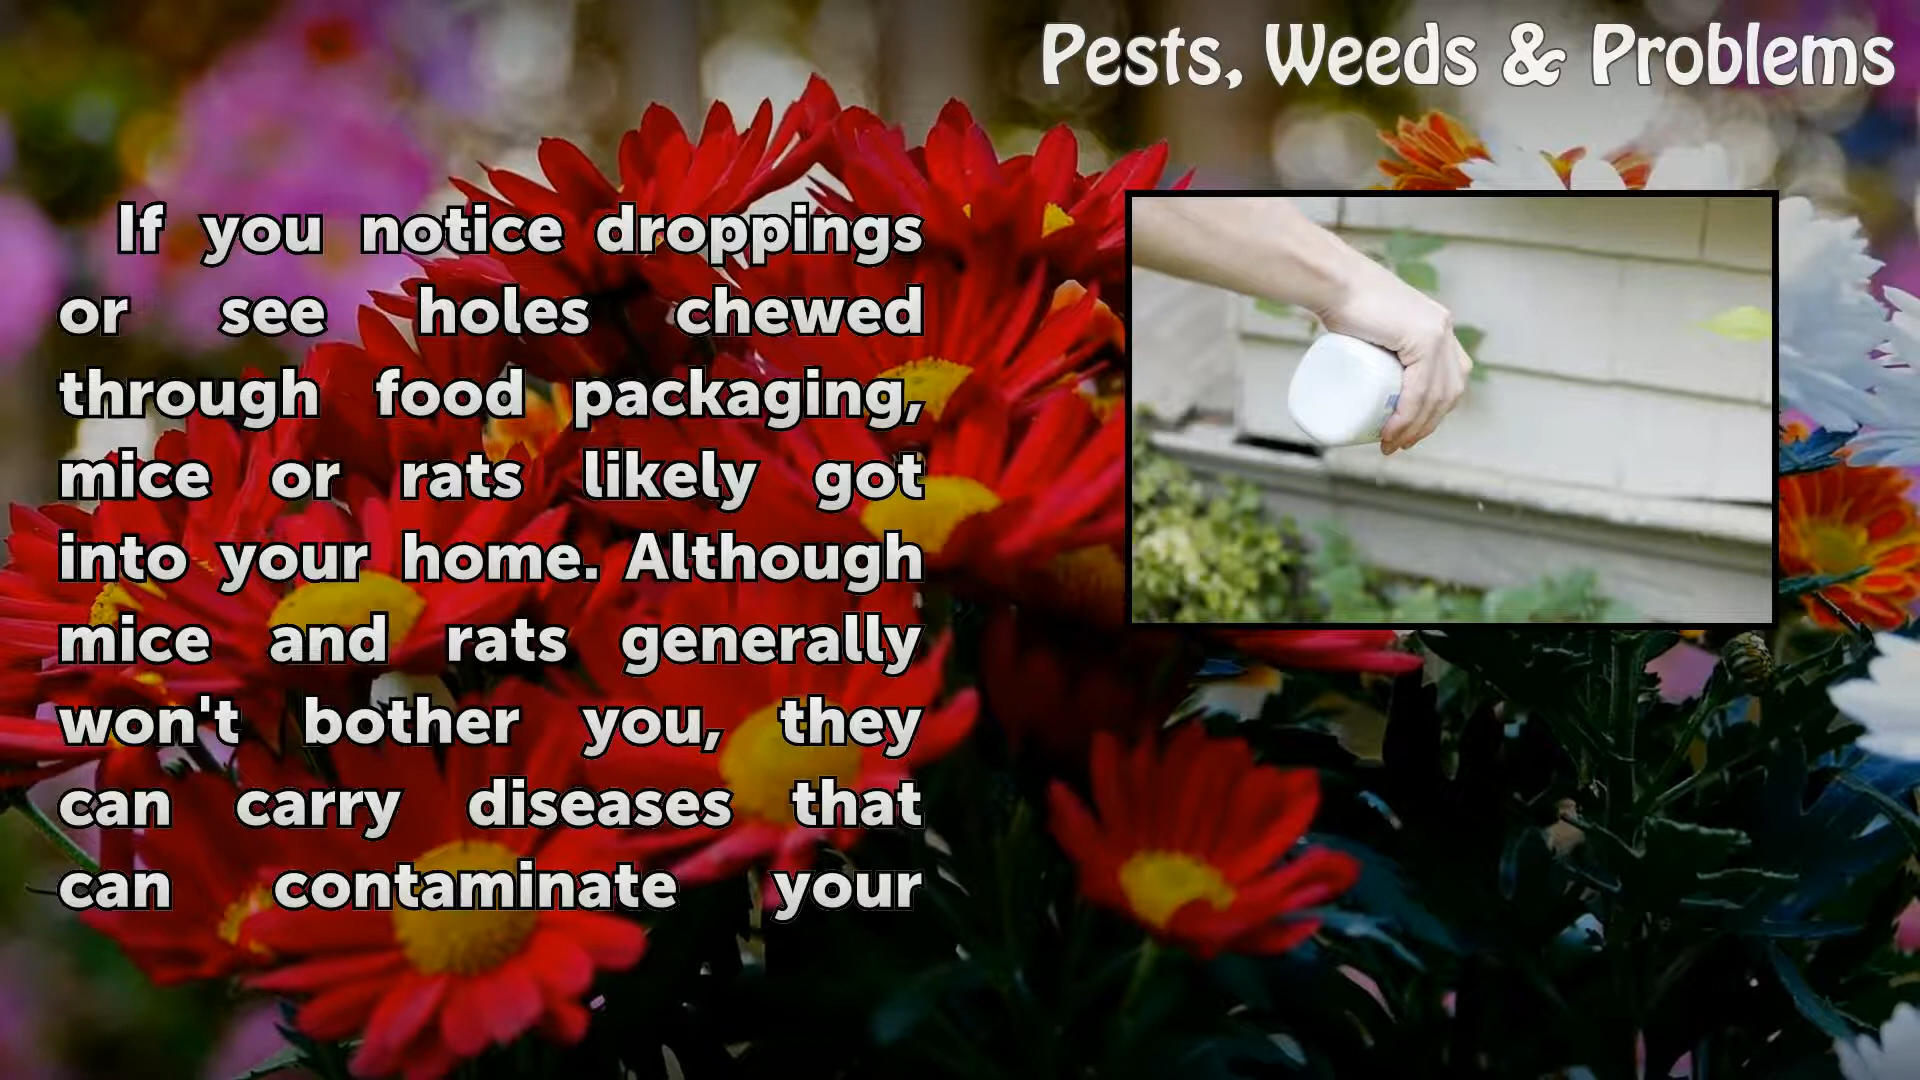 Pests, Weeds & Problems
If you notice droppings
or see holes chewed
through food packaging,
mice or rats likely got
into your home. Although
mice and rats generally
won't bother you, they
can carry diseases that
can contaminate your